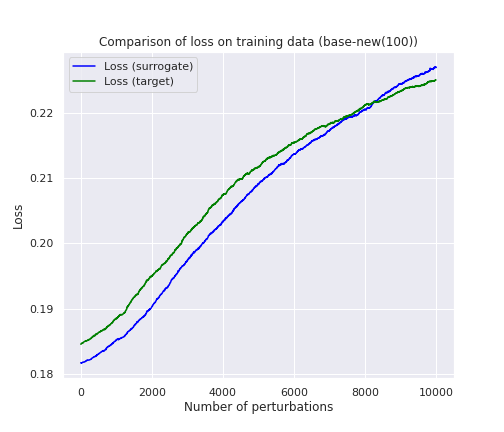 Comparison of loss on training data (base-new(100))
Loss (surrogate)
Loss (target)
0.22
0.21
0.20
0.19
0.18
Loss
0
2000
4000
6000
8000
10000
Number of perturbations